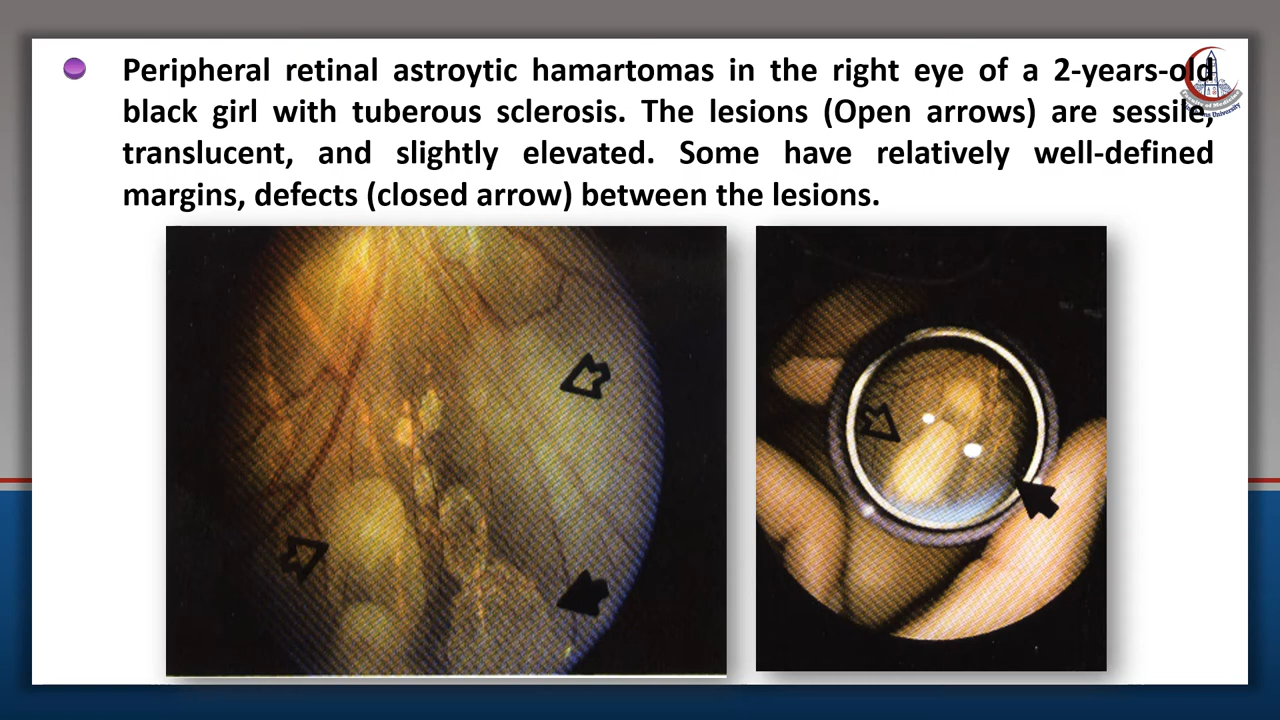 Peripheral retinal astroytic hamartomas in the right eye of a 2-years-old
black girl with tuberous sclerosis. The lesions (Open arrows) are sessile,
translucent, and slightly elevated. Some have relatively well-defined
margins, defects (closed arrow) between the lesions.